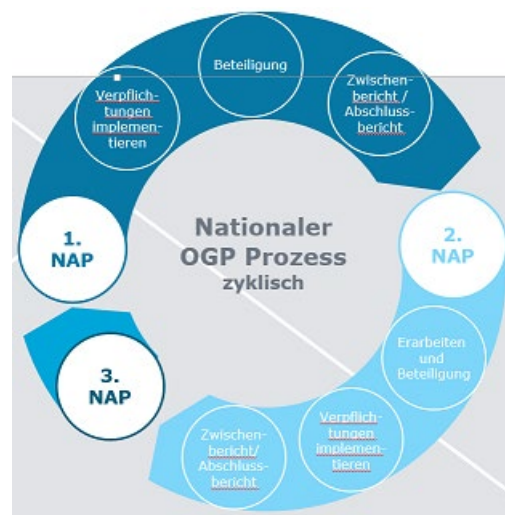 Beteiligung
Verpflich-
tungen
implemen-
tieren
Zwischen-
bericht /
Abschluss-
bericht
1.
NAP
Nationaler
OGP Prozess
zyklisch
2.
NAP
Erarbeiten
und
Beteiligung
3.
NAP
Verpflich-
tungen
implemen-
tieren
Zwischen-
bericht/
Abschluss-
bericht